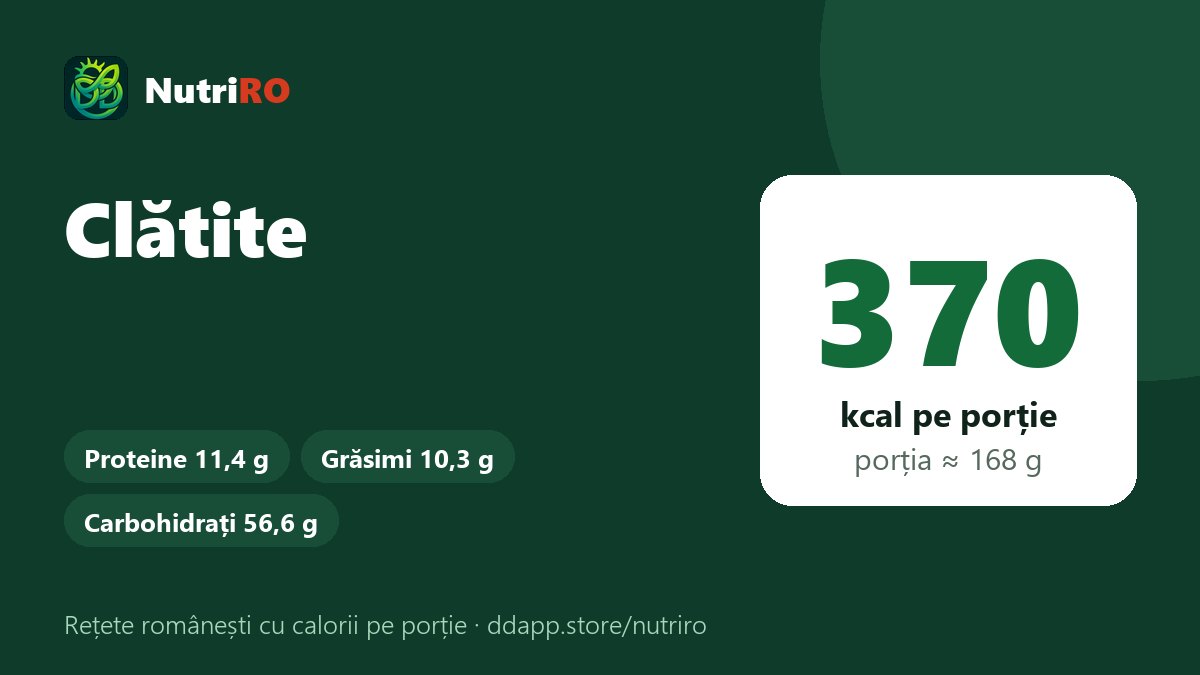 NutriRO
Clătite
370
kcal pe porție
porția ≈ 168 g
Proteine 11,4 g
Grăsimi 10,3 g
Carbohidrați 56,6 g
Rețete românești cu calorii pe porție · ddapp.store/nutriro